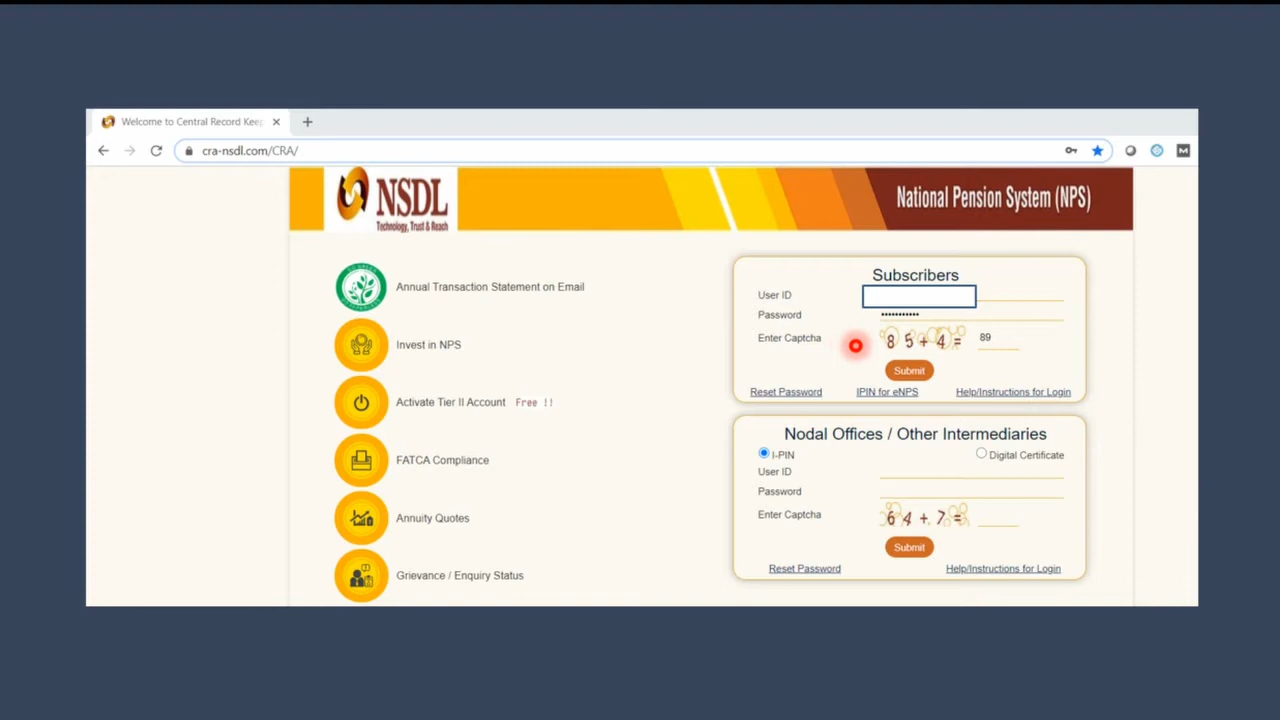 Welcome to Central Record Keep
cra-nsdl.com/CRA/
NSDL
Technology, Trust & Reach
National Pension System (NPS)
Annual Transaction Statement on Email
Invest in NPS
Activate Tier II Account Free !!
FATCA Compliance
Annuity Quotes
Grievance / Enquiry Status
Subscribers
User ID
Password •••••••••••
Enter Captcha 8 5 + 4 = 89
Submit
Reset Password IPIN for eNPS Help/Instructions for Login
Nodal Offices / Other Intermediaries
I-PIN Digital Certificate
User ID
Password
Enter Captcha 6 4 + 7 =
Submit
Reset Password Help/Instructions for Login